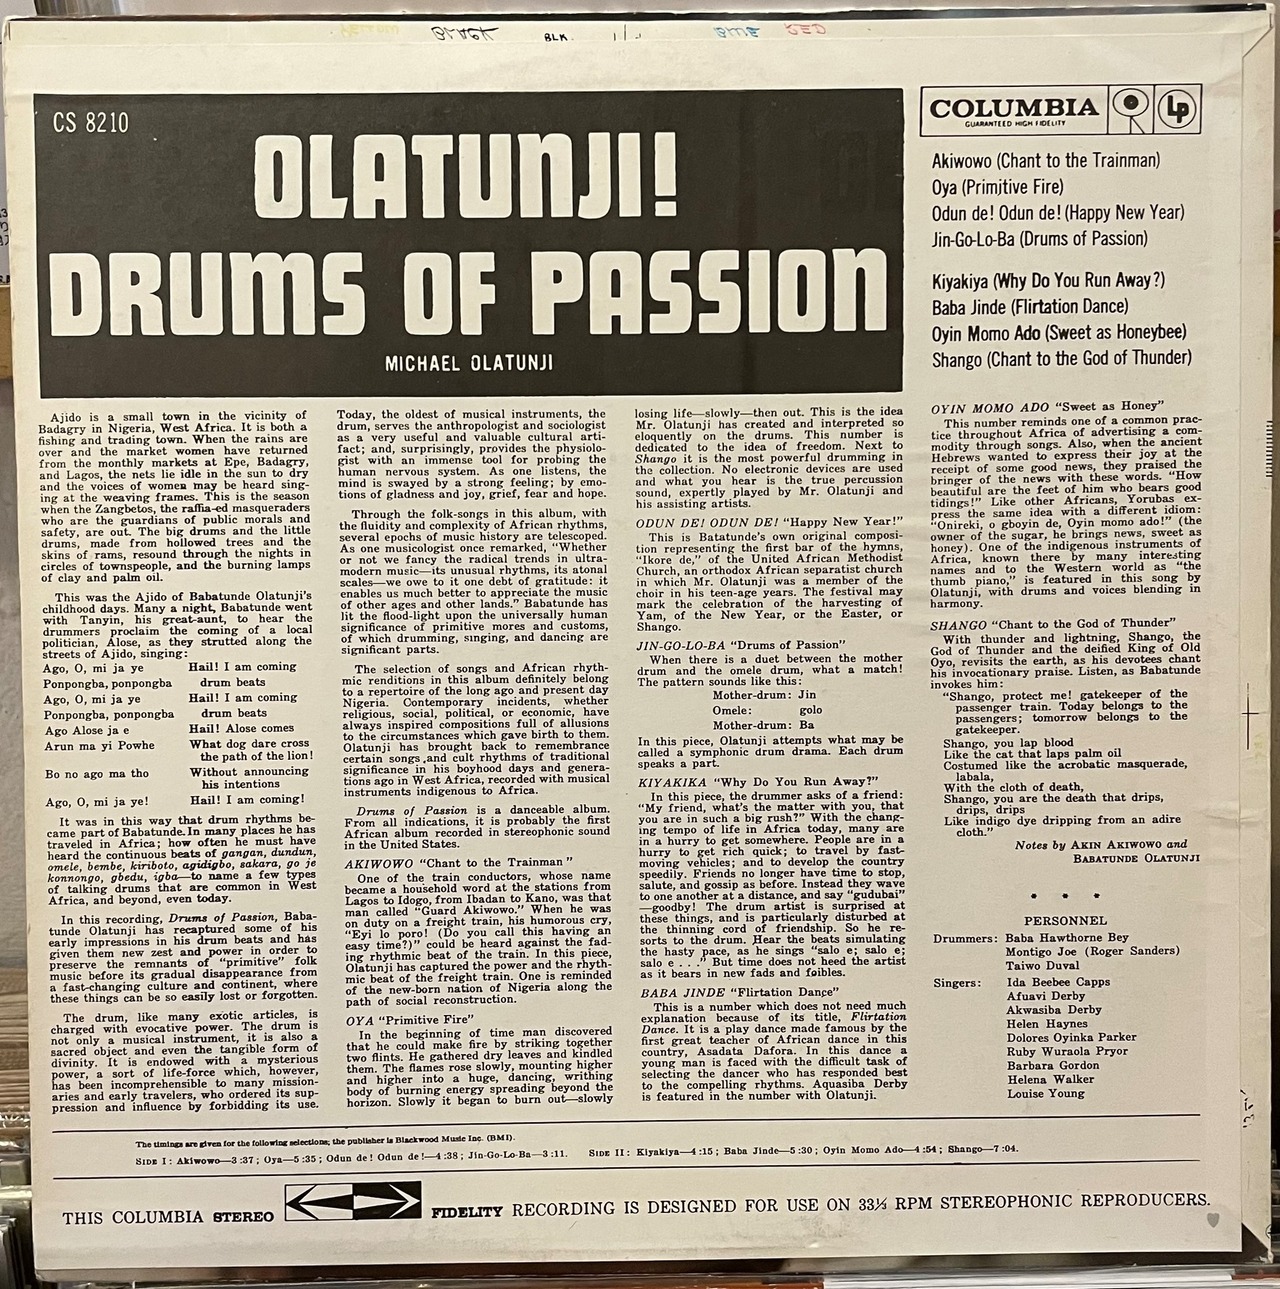 BLACK
BLK.
BLUE
RED
CS 8210
OLATUNJI!
DRUMS OF PASSION
MICHAEL OLATUNJI
COLUMBIA
GUARANTEED HIGH FIDELITY
Lp
Akiwowo (Chant to the Trainman)
Oya (Primitive Fire)
Odun de! Odun de! (Happy New Year)
Jin-Go-Lo-Ba (Drums of Passion)
Kiyakiya (Why Do You Run Away?)
Baba Jinde (Flirtation Dance)
Oyin Momo Ado (Sweet as Honeybee)
Shango (Chant to the God of Thunder)
Ajido is a small town in the vicinity of
Badagry in Nigeria, West Africa. It is both a
fishing and trading town. When the rains are
over and the market women have returned
from the monthly markets at Epe, Badagry,
and Lagos, the nets lie idle in the sun to dry
and the voices of women may be heard sing-
ing at the weaving frames. This is the season
when the Zangbetos, the raffia-ed masqueraders
who are the guardians of public morals and
safety, are out. The big drums and the little
drums, made from hollowed trees and the
skins of rams, resound through the nights in
circles of townspeople, and the burning lamps
of clay and palm oil.
This was the Ajido of Babatunde Olatunji's
childhood days. Many a night, Babatunde went
with Tanyin, his great-aunt, to hear the
drummers proclaim the coming of a local
politician, Alose, as they strutted along the
streets of Ajido, singing:
Ago, O, mi ja ye Hail! I am coming
Ponpongba, ponpongba drum beats
Ago, O, mi ja ye Hail! I am coming
Ponpongba, ponpongba drum beats
Ago Alose ja e Hail! Alose comes
Arun ma yi Powhe What dog dare cross
the path of the lion!
Bo no ago ma tho Without announcing
his intentions
Ago, O, mi ja ye! Hail! I am coming!
It was in this way that drum rhythms be-
came part of Babatunde. In many places he has
traveled in Africa; how often he must have
heard the continuous beats of gangan, dundun,
omele, bembe, kiriboto, agidigbo, sakara, go je
konnongo, gbedu, igba—to name a few types
of talking drums that are common in West
Africa, and beyond, even today.
In this recording, Drums of Passion, Baba-
tunde Olatunji has recaptured some of his
early impressions in his drum beats and has
given them new zest and power in order to
preserve the remnants of "primitive" folk
music before its gradual disappearance from
a fast-changing culture and continent, where
these things can be so easily lost or forgotten.
The drum, like many exotic articles, is
charged with evocative power. The drum is
not only a musical instrument, it is also a
sacred object and even the tangible form of
divinity. It is endowed with a mysterious
power, a sort of life-force which, however,
has been incomprehensible to many mission-
aries and early travelers, who ordered its sup-
pression and influence by forbidding its use.
Today, the oldest of musical instruments, the
drum, serves the anthropologist and sociologist
as a very useful and valuable cultural arti-
fact; and, surprisingly, provides the physiolo-
gist with an immense tool for probing the
human nervous system. As one listens, the
mind is swayed by a strong feeling; by emo-
tions of gladness and joy, grief, fear and hope.
Through the folk-songs in this album, with
the fluidity and complexity of African rhythms,
several epochs of music history are telescoped.
As one musicologist once remarked, "Whether
or not we fancy the radical trends in ultra-
modern music—its unusual rhythms, its tonal
scales—we owe to it one debt of gratitude: it
enables us much better to appreciate the music
of other ages and other lands." Babatunde has
lit the flood-light upon the universally human
significance of primitive mores and customs,
of which drumming, singing, and dancing are
significant parts.
The selection of songs and African rhyth-
mic renditions in this album definitely belong
to a repertoire of the long ago and present day
Nigeria. Contemporary incidents, whether
religious, social, political, or economic, have
always inspired compositions full of allusions
to the circumstances which gave birth to them.
Olatunji has brought back to remembrance
certain songs ,and cult rhythms of traditional
significance in his boyhood days and genera-
tions ago in West Africa, recorded with musical
instruments indigenous to Africa.
Drums of Passion is a danceable album.
From all indications, it is probably the first
African album recorded in stereophonic sound
in the United States.
AKIWOWO "Chant to the Trainman"
One of the train conductors, whose name
became a household word at the stations from
Lagos to Idogo, from Ibadan to Kano, was that
man called "Guard Akiwowo." When he was
on duty on a freight train, his humorous cry,
"Eyi lo poro! (Do you call this having an
easy time?)" could be heard against the fad-
ing rhythmic beat of the train. In this piece,
Olatunji has captured the power and the rhyth-
mic beat of the freight train. One is reminded
of the new-born nation of Nigeria along the
path of social reconstruction.
OYA "Primitive Fire"
In the beginning of time man discovered
that he could make fire by striking together
two flints. He gathered dry leaves and kindled
them. The flames rose slowly, mounting higher
and higher into a huge, dancing, writhing
body of burning energy spreading beyond the
horizon. Slowly it began to burn out—slowly
losing life—slowly—then out. This is the idea
Mr. Olatunji has created and interpreted so
eloquently on the drums. This number is
dedicated to the idea of freedom. Next to
Shango it is the most powerful drumming in
the collection. No electronic devices are used
and what you hear is the true percussion
sound, expertly played by Mr. Olatunji and
his assisting artists.
ODUN DE! ODUN DE! "Happy New Year!"
This is Batatunde's own original composi-
tion representing the first bar of the hymns,
"Ikore de," of the United African Methodist
Church, an orthodox African separatist church
in which Mr. Olatunji was a member of the
choir in his teen-age years. The festival may
mark the celebration of the harvesting of
Yam, of the New Year, or the Easter, or
Shango.
JIN-GO-LO-BA "Drums of Passion"
When there is a duet between the mother
drum and the omele drum, what a match!
The pattern sounds like this:
Mother-drum: Jin
Omele: golo
Mother-drum: Ba
In this piece, Olatunji attempts what may be
called a symphonic drum drama. Each drum
speaks a part.
KIYAKIKA "Why Do You Run Away?"
In this piece, the drummer asks of a friend:
"My friend, what's the matter with you, that
you are in such a big rush?" With the chang-
ing tempo of life in Africa today, many are
in a hurry to get somewhere. People are in a
hurry to get rich quick; to travel by fast-
moving vehicles; and to develop the country
speedily. Friends no longer have time to stop,
salute, and gossip as before. Instead they wave
to one another at a distance, and say "gudubai"
—goodby! The drum artist is surprised at
these things, and is particularly disturbed at
the thinning cord of friendship. So he re-
sorts to the drum. Hear the beats simulating
the hasty pace, as he sings "salo e; salo e;
salo e . . ." But time does not heed the artist
as it bears in new fads and foibles.
BABA JINDE "Flirtation Dance"
This is a number which does not need much
explanation because of its title, Flirtation
Dance. It is a play dance made famous by the
first great teacher of African dance in this
country, Asadata Dafora. In this dance a
young man is faced with the difficult task of
selecting the dancer who has responded best
to the compelling rhythms. Aquasiba Derby
is featured in the number with Olatunji.
OYIN MOMO ADO "Sweet as Honey"
This number reminds one of a common prac-
tice throughout Africa of advertising a com-
modity through songs. Also, when the ancient
Hebrews wanted to express their joy at the
receipt of some good news, they praised the
bringer of the news with these words. "How
beautiful are the feet of him who bears good
tidings!" Like other Africans, Yorubas ex-
press the same idea with a different idiom:
"Onireki, o gboyin de, Oyin momo ado!" (the
owner of the sugar, he brings news, sweet as
honey). One of the indigenous instruments of
Africa, known there by many interesting
names and to the Western world as "the
thumb piano," is featured in this song by
Olatunji, with drums and voices blending in
harmony.
SHANGO "Chant to the God of Thunder"
With thunder and lightning, Shango, the
God of Thunder and the deified King of Old
Oyo, revisits the earth, as his devotees chant
his invocationary praise. Listen, as Babatunde
invokes him:
"Shango, protect me! gatekeeper of the
passenger train. Today belongs to the
passengers; tomorrow belongs to the
gatekeeper.
Shango, you lap blood
Like the cat that laps palm oil
Costumed like the acrobatic masquerade,
labala,
With the cloth of death,
Shango, you are the death that drips,
drips, drips
Like indigo dye dripping from an adire
cloth."
Notes by AKIN AKIWOWO and
BABATUNDE OLATUNJI
* * *
PERSONNEL
Drummers: Baba Hawthorne Bey
Montigo Joe (Roger Sanders)
Taiwo Duval
Singers: Ida Beebee Capps
Afuavi Derby
Akwasiba Derby
Helen Haynes
Dolores Oyinka Parker
Ruby Wuraola Pryor
Barbara Gordon
Helena Walker
Louise Young
The timings are given for the following selections; the publisher is Blackwood Music Inc. (BMI).
SIDE I: Akiwowo—3:37; Oya—5:35; Odun de! Odun de!—4:38; Jin-Go-Lo-Ba—3:11. SIDE II: Kiyakiya—4:15; Baba Jinde—5:30; Oyin Momo Ado—4:54; Shango—7:04.
THIS COLUMBIA STEREO FIDELITY RECORDING IS DESIGNED FOR USE ON 33⅓ RPM STEREOPHONIC REPRODUCERS.